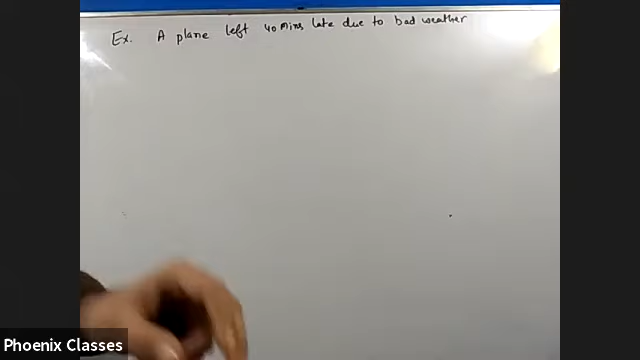 Ex. A plane left 40 mins late due to bad weather
Phoenix Classes